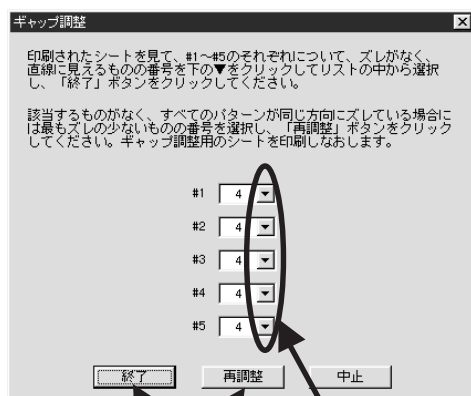 ギャップ調整
印刷されたシートを見て、#1～#5のそれぞれについて、ズレがなく、
直線に見えるものの番号を下の▼をクリックしてリストの中から選択
し、「終了」ボタンをクリックしてください。
該当するものがなく、すべてのパターンが同じ方向にズレている場合に
は最もズレの少ないものの番号を選択し、「再調整」ボタンをクリック
してください。ギャップ調整用のシートを印刷しなおします。
#1 4
#2 4
#3 4
#4 4
#5 4
終了 再調整 中止